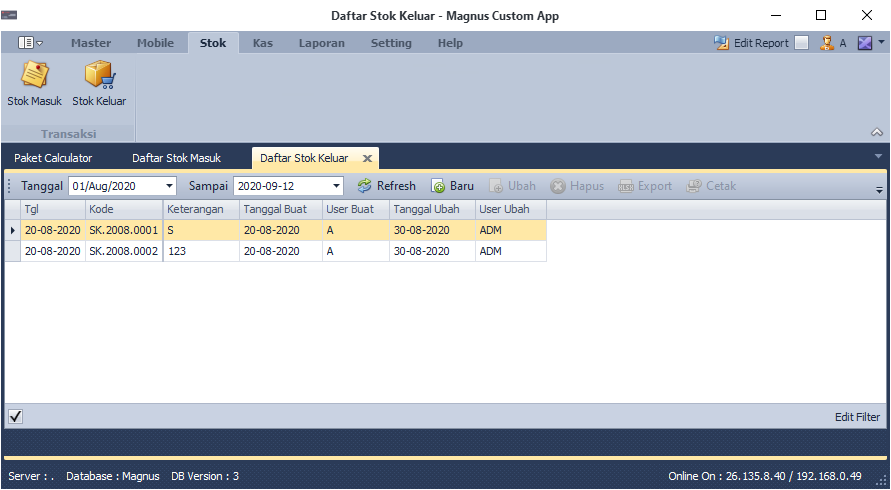 Daftar Stok Keluar - Magnus Custom App
Master Mobile Stok Kas Laporan Setting Help Edit Report A
Stok Masuk Stok Keluar
Transaksi
Paket Calculator Daftar Stok Masuk Daftar Stok Keluar
Tanggal 01/Aug/2020 Sampai 2020-09-12 Refresh Baru Ubah Hapus Export Cetak
Tgl Kode Keterangan Tanggal Buat User Buat Tanggal Ubah User Ubah
20-08-2020 SK.2008.0001 S 20-08-2020 A 30-08-2020 ADM
20-08-2020 SK.2008.0002 123 20-08-2020 A 30-08-2020 ADM
Edit Filter
Server : . Database : Magnus DB Version : 3 Online On : 26.135.8.40 / 192.168.0.49